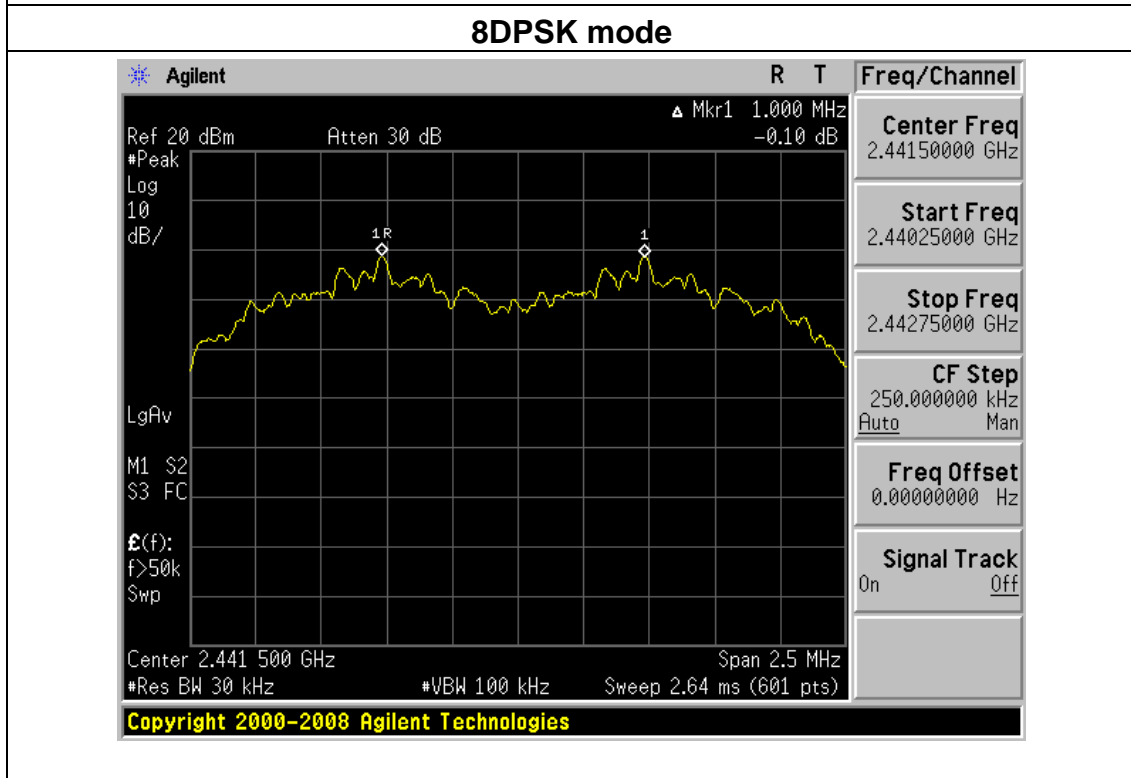 8DPSK mode
Agilent R T
Freq/Channel
Δ Mkr1 1.000 MHz
Ref 20 dBm Atten 30 dB -0.10 dB
#Peak
Log
10
dB/
1R
1
LgAv
M1 S2
S3 FC
£(f):
f>50k
Swp
Center 2.441 500 GHz Span 2.5 MHz
#Res BW 30 kHz #VBW 100 kHz Sweep 2.64 ms (601 pts)
Copyright 2000-2008 Agilent Technologies
Center Freq
2.44150000 GHz
Start Freq
2.44025000 GHz
Stop Freq
2.44275000 GHz
CF Step
250.000000 kHz
Auto Man
Freq Offset
0.00000000 Hz
Signal Track
On Off